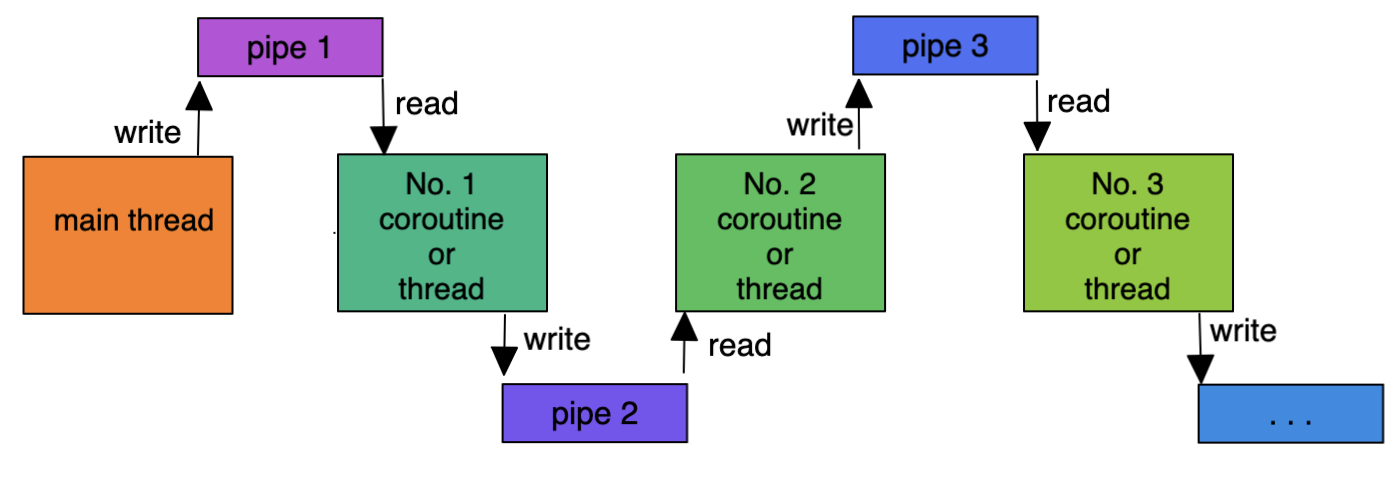 pipe 1
write
read
main thread
No. 1
coroutine
or
thread
write
pipe 2
read
No. 2
coroutine
or
thread
write
pipe 3
read
No. 3
coroutine
or
thread
write
. . .